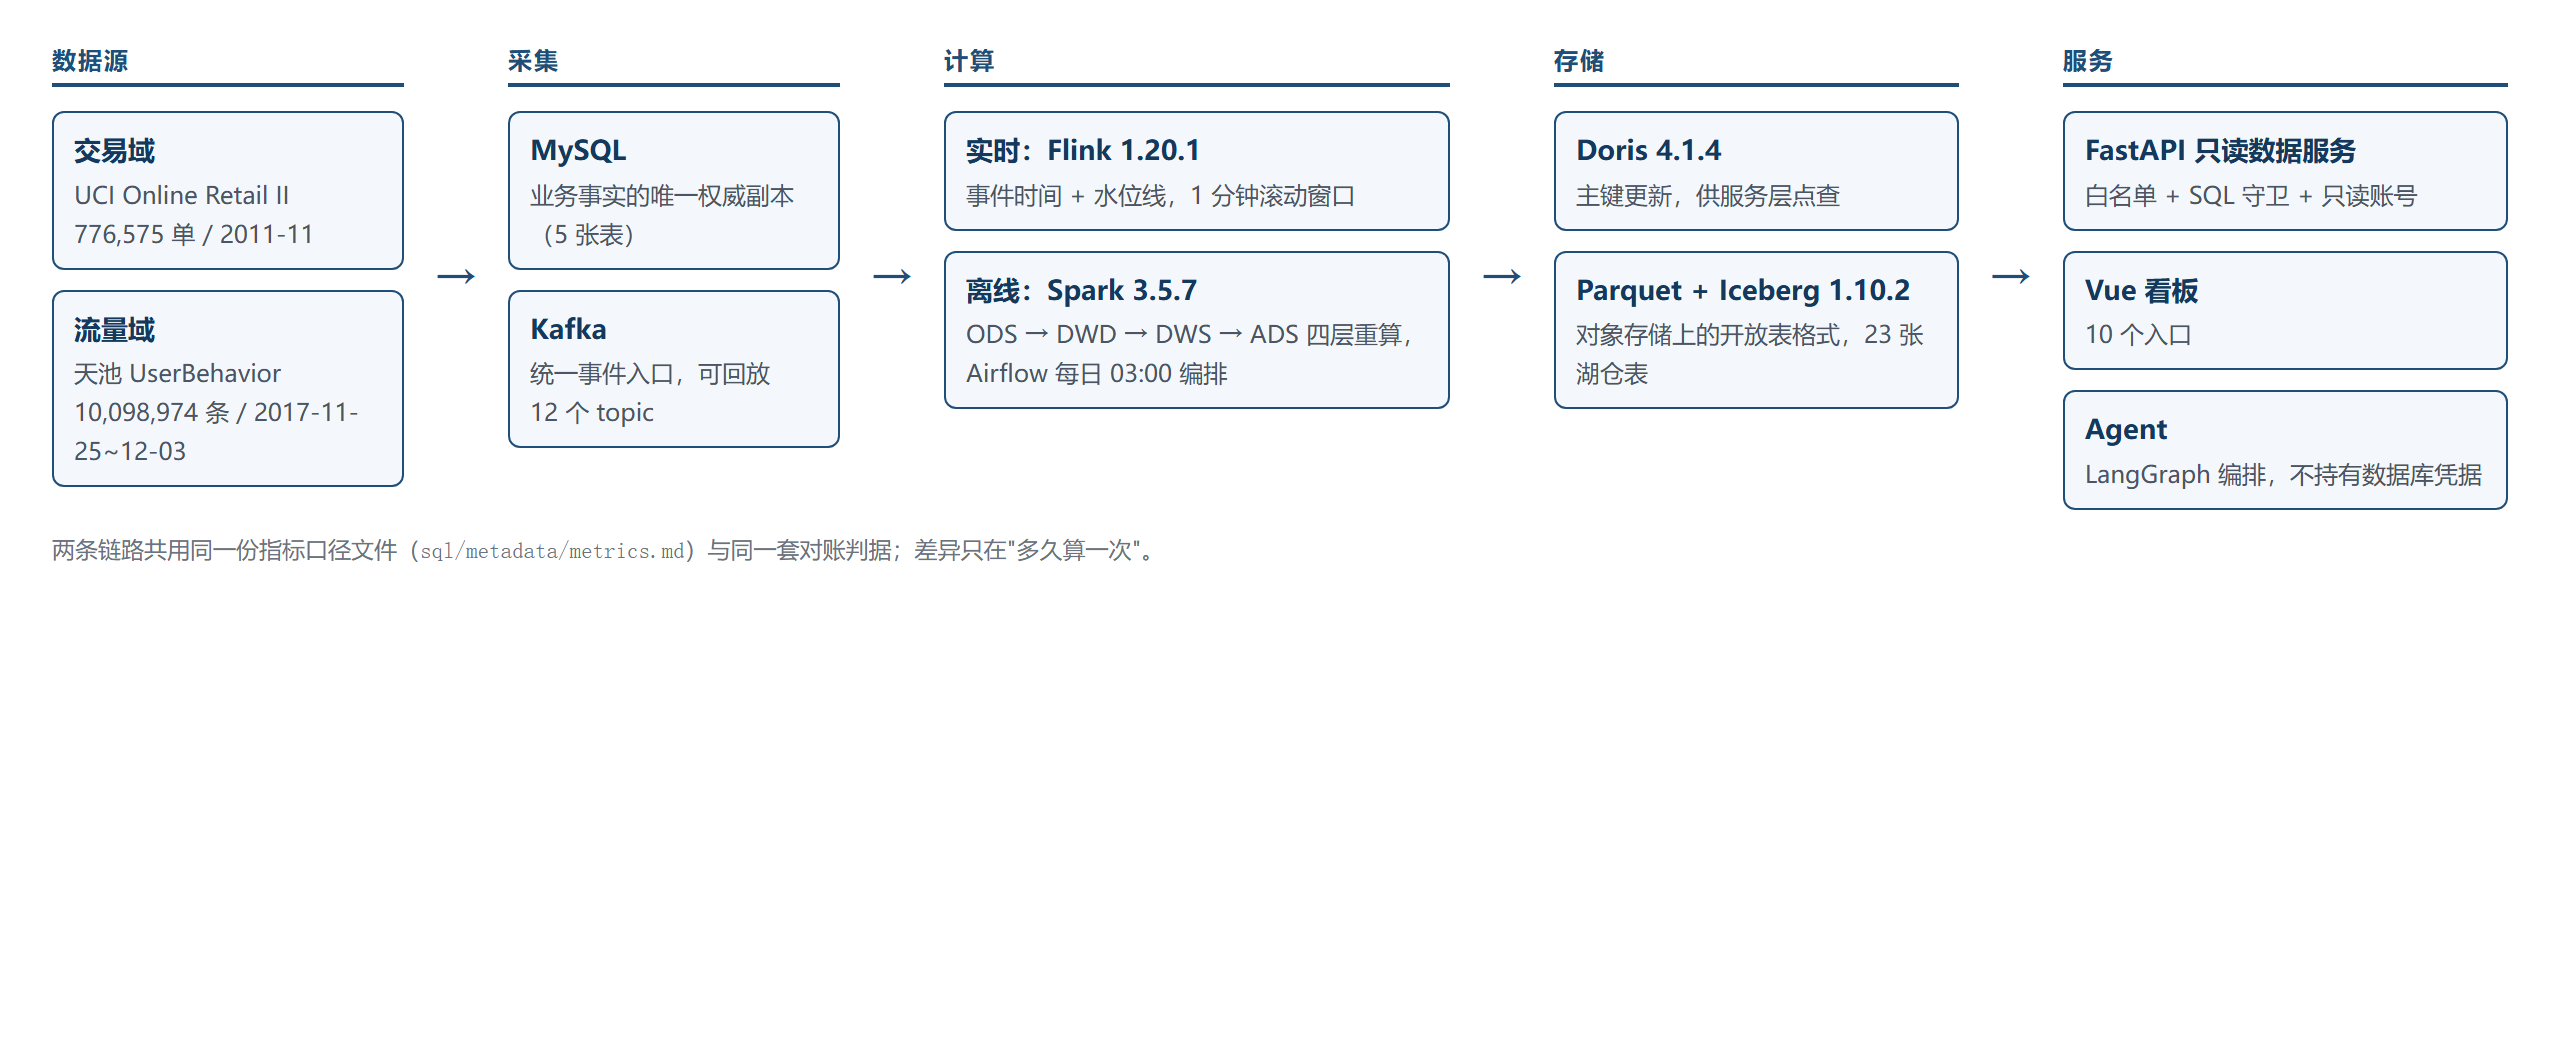 数据源
交易域
UCI Online Retail II
776,575 单 / 2011-11
流量域
天池 UserBehavior
10,098,974 条 / 2017-11-
25~12-03
→
采集
MySQL
业务事实的唯一权威副本
（5 张表）
Kafka
统一事件入口，可回放
12 个 topic
→
计算
实时：Flink 1.20.1
事件时间 + 水位线，1 分钟滚动窗口
离线：Spark 3.5.7
ODS → DWD → DWS → ADS 四层重算，
Airflow 每日 03:00 编排
→
存储
Doris 4.1.4
主键更新，供服务层点查
Parquet + Iceberg 1.10.2
对象存储上的开放表格式，23 张
湖仓表
→
服务
FastAPI 只读数据服务
白名单 + SQL 守卫 + 只读账号
Vue 看板
10 个入口
Agent
LangGraph 编排，不持有数据库凭据
两条链路共用同一份指标口径文件（sql/metadata/metrics.md）与同一套对账判据；差异只在"多久算一次"。